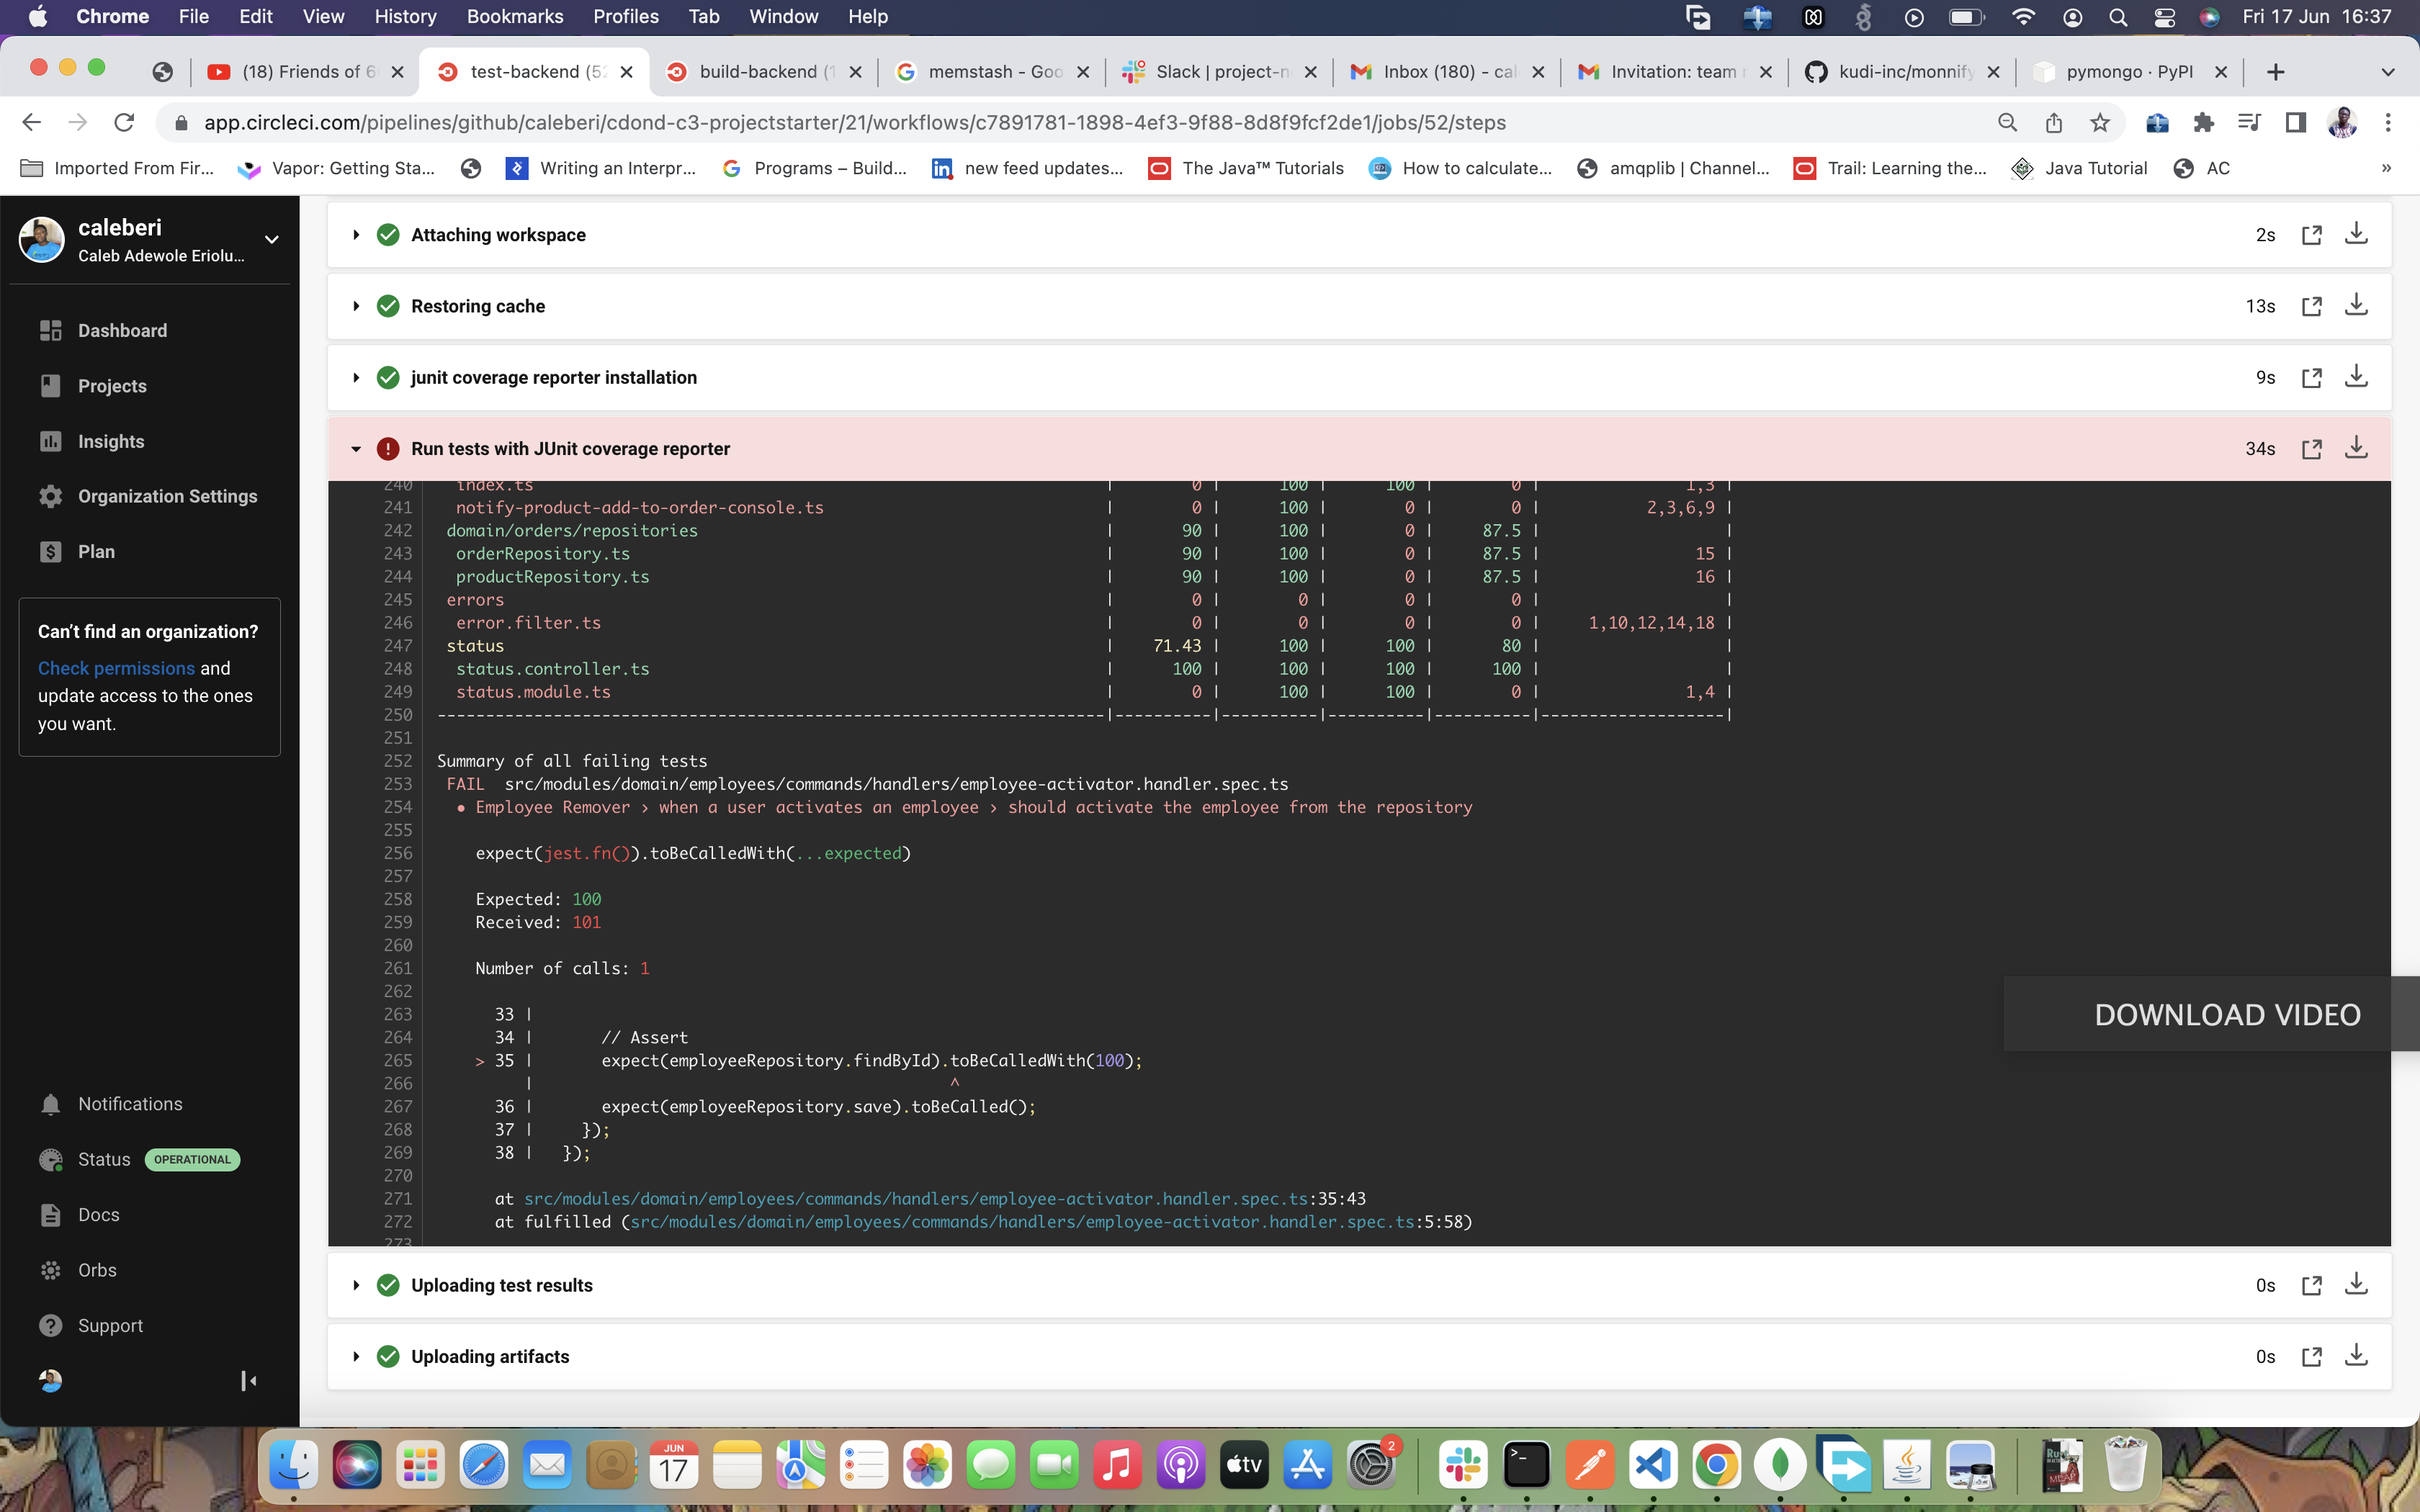 Chrome File Edit View History Bookmarks Profiles Tab Window Help Fri 17 Jun 16:37
(18) Friends of 6 test-backend (52 build-backend (1 memstash - Goo Slack | project-n Inbox (180) - cal Invitation: team kudi-inc/monnify pymongo · PyPI
app.circleci.com/pipelines/github/caleberi/cdond-c3-projectstarter/21/workflows/c7891781-1898-4ef3-9f88-8d8f9fcf2de1/jobs/52/steps
Imported From Fir... Vapor: Getting Sta... Writing an Interpr... Programs – Build... new feed updates... The Java™ Tutorials How to calculate... amqplib | Channel... Trail: Learning the... Java Tutorial AC »
caleberi
Caleb Adewole Eriolu...
Dashboard
Projects
Insights
Organization Settings
Plan
Can't find an organization?
Check permissions and
update access to the ones
you want.
Notifications
Status OPERATIONAL
Docs
Orbs
Support
Attaching workspace 2s
Restoring cache 13s
junit coverage reporter installation 9s
Run tests with JUnit coverage reporter 34s
240 index.ts | 0 | 100 | 100 | 0 | 1,3 |
241 notify-product-add-to-order-console.ts | 0 | 100 | 0 | 0 | 2,3,6,9 |
242 domain/orders/repositories | 90 | 100 | 0 | 87.5 | |
243 orderRepository.ts | 90 | 100 | 0 | 87.5 | 15 |
244 productRepository.ts | 90 | 100 | 0 | 87.5 | 16 |
245 errors | 0 | 0 | 0 | 0 | |
246 error.filter.ts | 0 | 0 | 0 | 0 | 1,10,12,14,18 |
247 status | 71.43 | 100 | 100 | 80 | |
248 status.controller.ts | 100 | 100 | 100 | 100 | |
249 status.module.ts | 0 | 100 | 100 | 0 | 1,4 |
250 ---------------------------------------------------------------------|----------|----------|----------|----------|-------------------|
251
252 Summary of all failing tests
253 FAIL src/modules/domain/employees/commands/handlers/employee-activator.handler.spec.ts
254 ● Employee Remover › when a user activates an employee › should activate the employee from the repository
255
256 expect(jest.fn()).toBeCalledWith(...expected)
257
258 Expected: 100
259 Received: 101
260
261 Number of calls: 1
262
263 33 |
264 34 | // Assert
265 > 35 | expect(employeeRepository.findById).toBeCalledWith(100);
266 | ^
267 36 | expect(employeeRepository.save).toBeCalled();
268 37 | });
269 38 | });
270
271 at src/modules/domain/employees/commands/handlers/employee-activator.handler.spec.ts:35:43
272 at fulfilled (src/modules/domain/employees/commands/handlers/employee-activator.handler.spec.ts:5:58)
273
DOWNLOAD VIDEO
Uploading test results 0s
Uploading artifacts 0s
JUN
17
tv
2